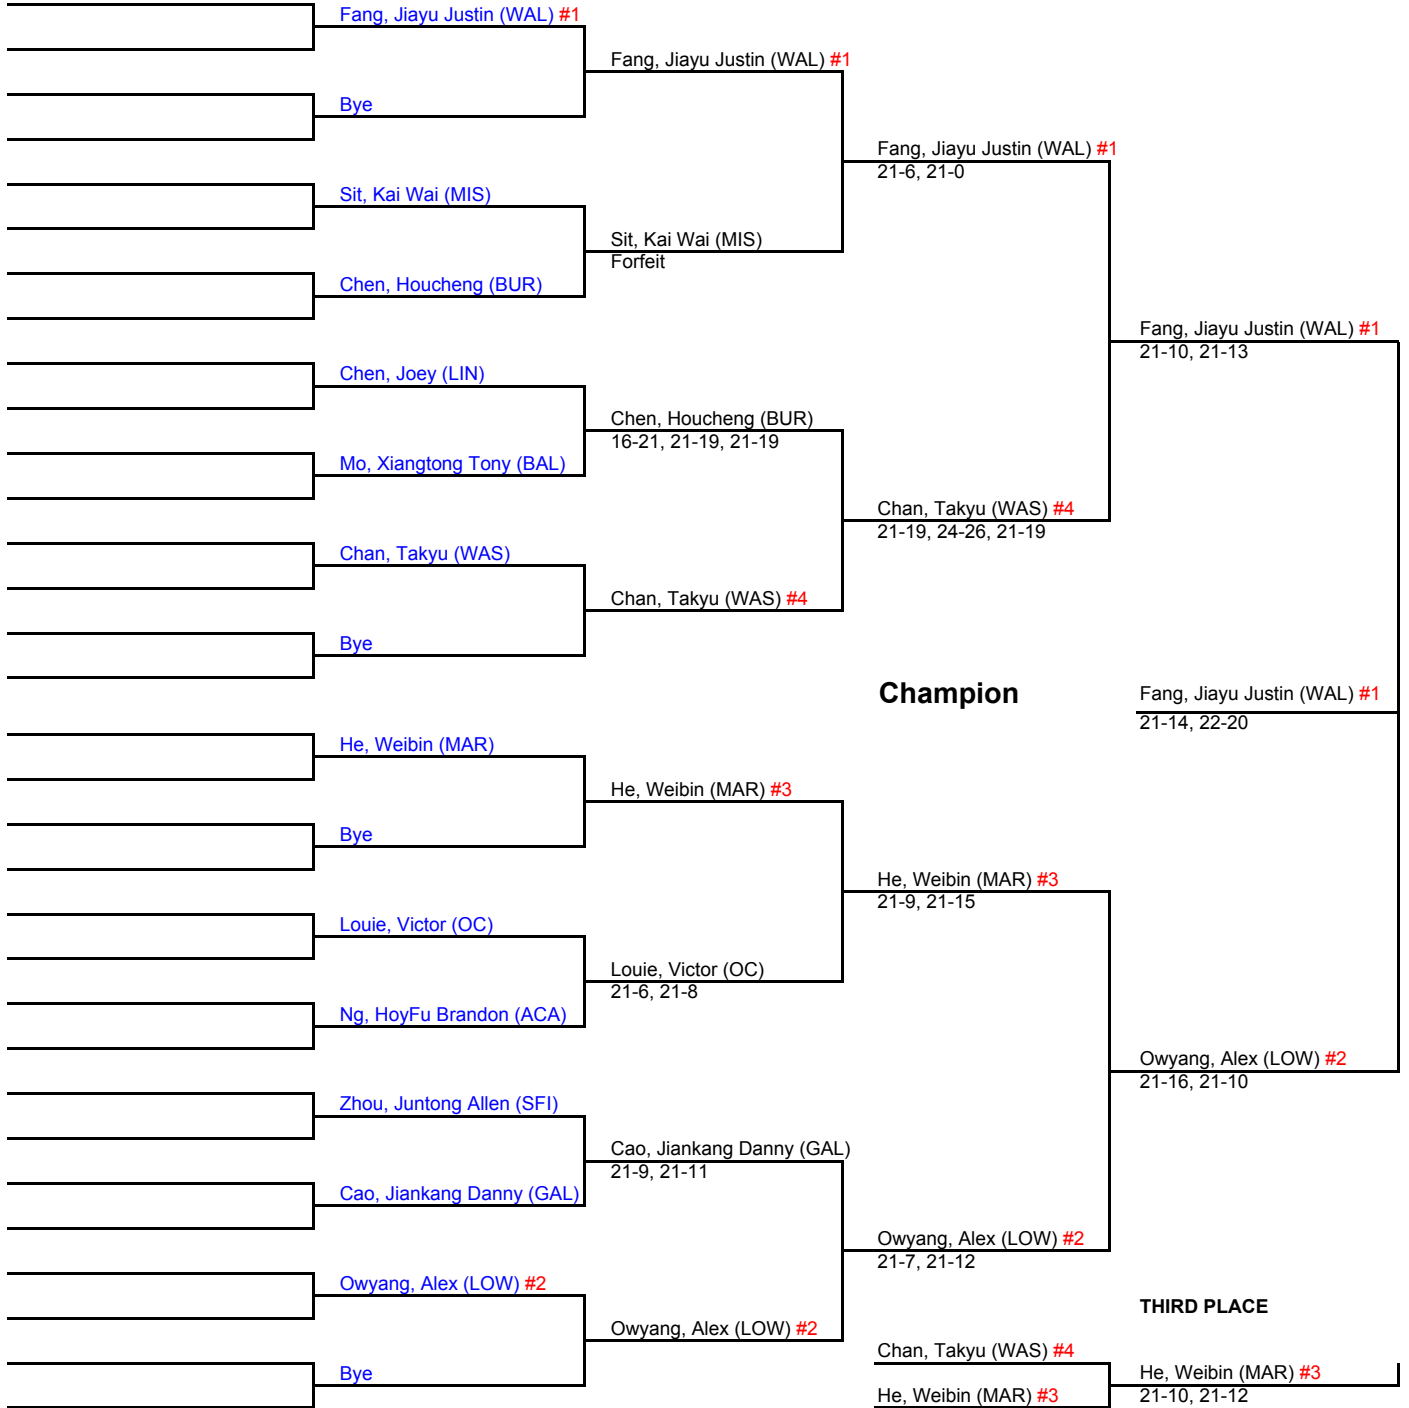 Fang, Jiayu Justin (WAL) #1
Bye
Sit, Kai Wai (MIS)
Chen, Houcheng (BUR)
Chen, Joey (LIN)
Mo, Xiangtong Tony (BAL)
Chan, Takyu (WAS)
Bye
He, Weibin (MAR)
Bye
Louie, Victor (OC)
Ng, HoyFu Brandon (ACA)
Zhou, Juntong Allen (SFI)
Cao, Jiankang Danny (GAL)
Owyang, Alex (LOW) #2
Bye
Fang, Jiayu Justin (WAL) #1
Sit, Kai Wai (MIS)
Forfeit
Chen, Houcheng (BUR)
16-21, 21-19, 21-19
Chan, Takyu (WAS) #4
He, Weibin (MAR) #3
Louie, Victor (OC)
21-6, 21-8
Cao, Jiankang Danny (GAL)
21-9, 21-11
Owyang, Alex (LOW) #2
Fang, Jiayu Justin (WAL) #1
21-6, 21-0
Chan, Takyu (WAS) #4
21-19, 24-26, 21-19
He, Weibin (MAR) #3
21-9, 21-15
Owyang, Alex (LOW) #2
21-7, 21-12
Fang, Jiayu Justin (WAL) #1
21-10, 21-13
Owyang, Alex (LOW) #2
21-16, 21-10
Champion
Fang, Jiayu Justin (WAL) #1
21-14, 22-20
THIRD PLACE
Chan, Takyu (WAS) #4
He, Weibin (MAR) #3
He, Weibin (MAR) #3
21-10, 21-12